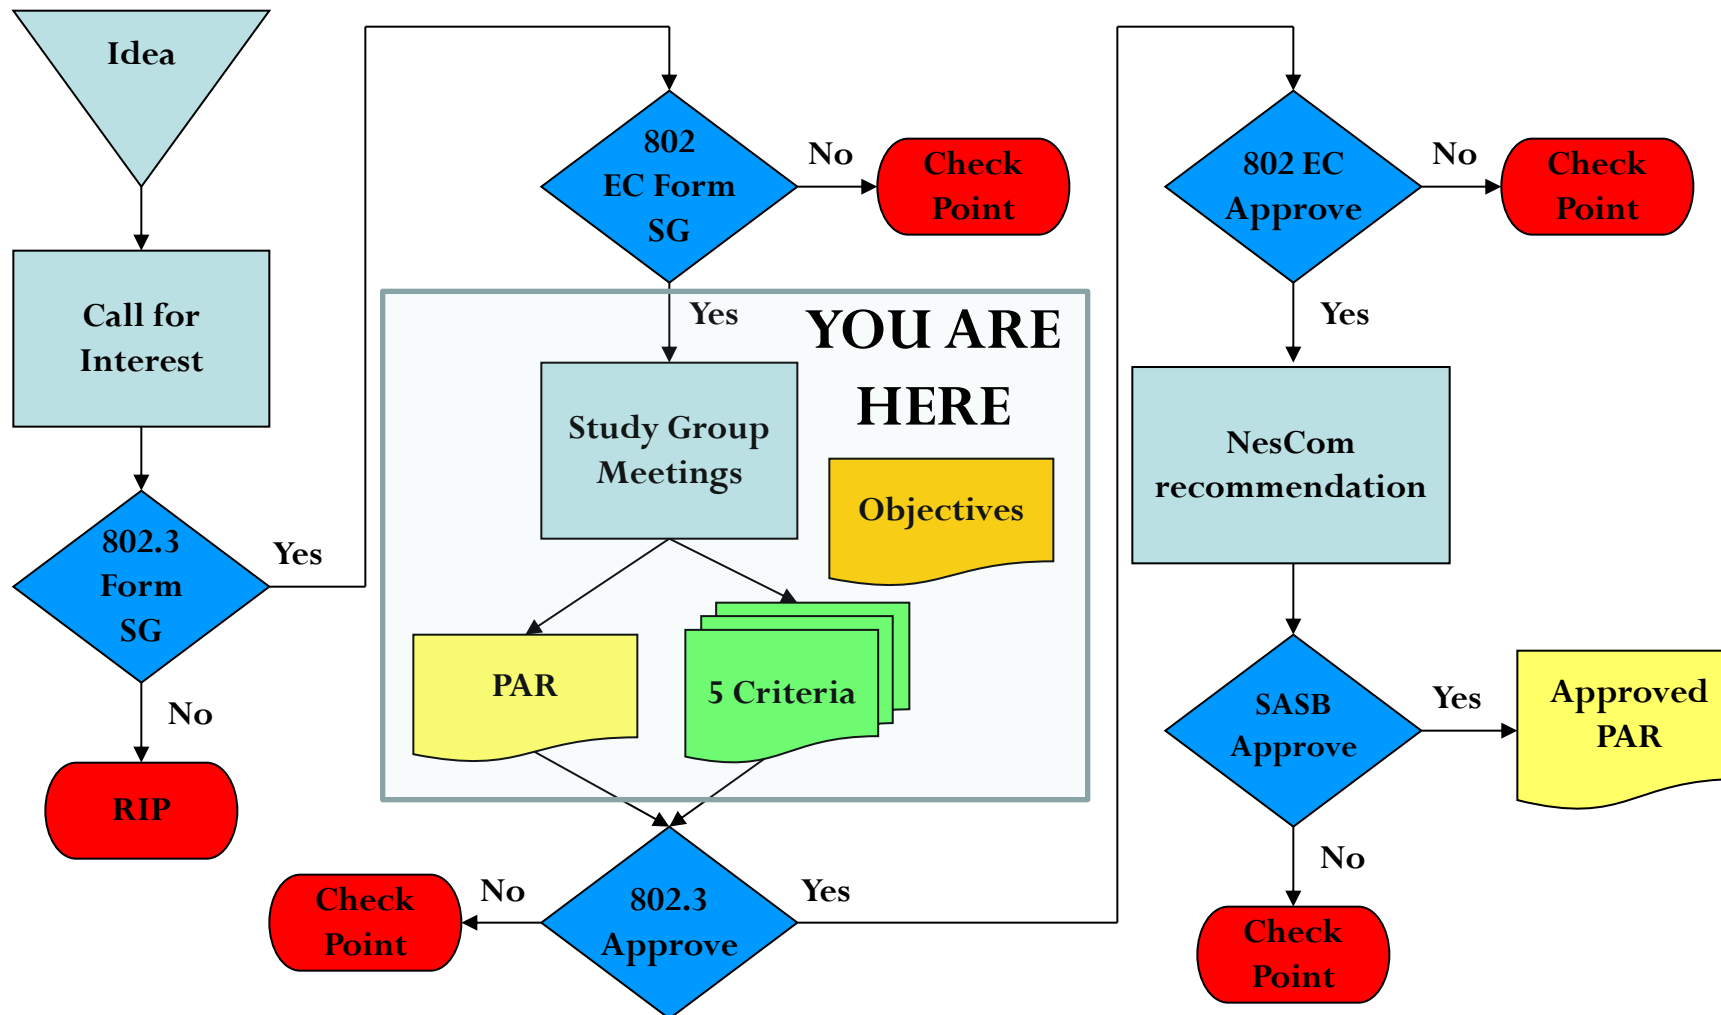 Idea
Call for
Interest
802.3
Form
SG
Yes
No
RIP
802
EC Form
SG
No
Check
Point
Yes
YOU ARE
HERE
Study Group
Meetings
Objectives
PAR
5 Criteria
802.3
Approve
No
Check
Point
Yes
802 EC
Approve
No
Check
Point
Yes
NesCom
recommendation
SASB
Approve
Yes
Approved
PAR
No
Check
Point